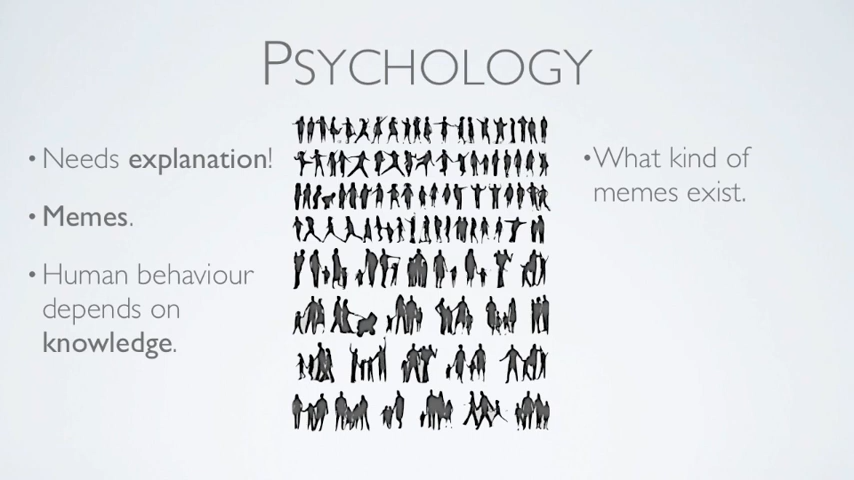 PSYCHOLOGY
• Needs explanation!
• Memes.
• Human behaviour
depends on
knowledge.
•What kind of
memes exist.